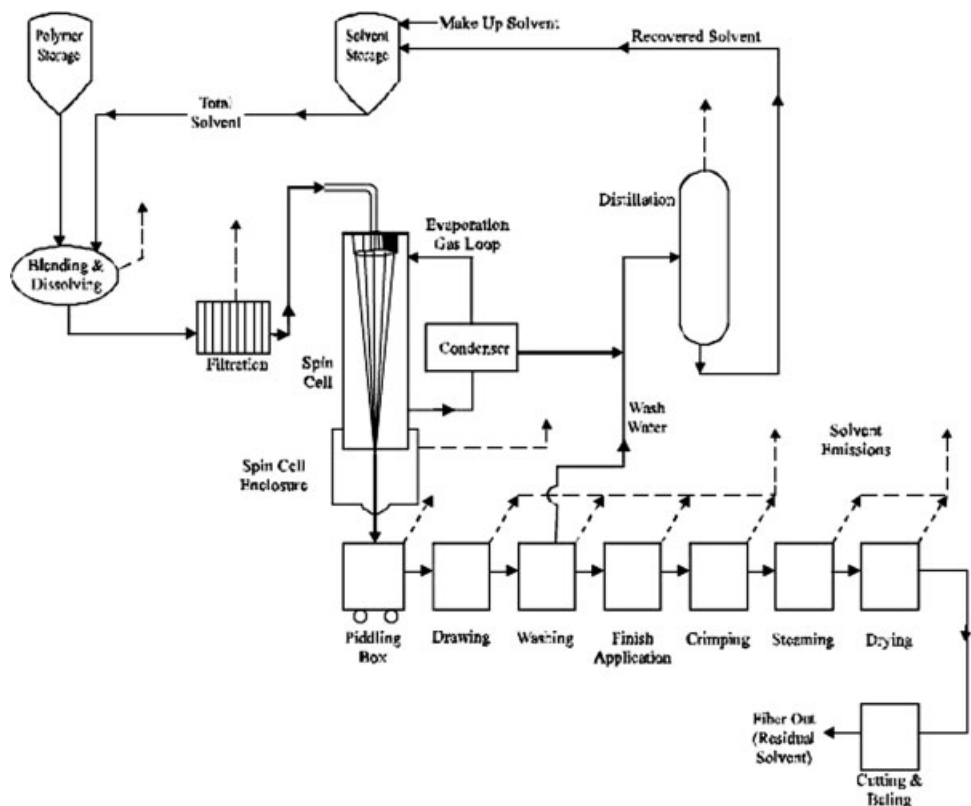 Polymer
Storage
Solvent
Storage
Make Up Solvent
Recovered Solvent
Total
Solvent
Distillation
Evaporation
Gas Loop
Blending &
Dissolving
Condenser
Filtration
Spin
Cell
Wash
Water
Solvent
Emissions
Spin Cell
Enclosure
Piddling
Box
Drawing
Washing
Finish
Application
Crimping
Steaming
Drying
Fiber Out
(Residual
Solvent)
Cutting &
Baling